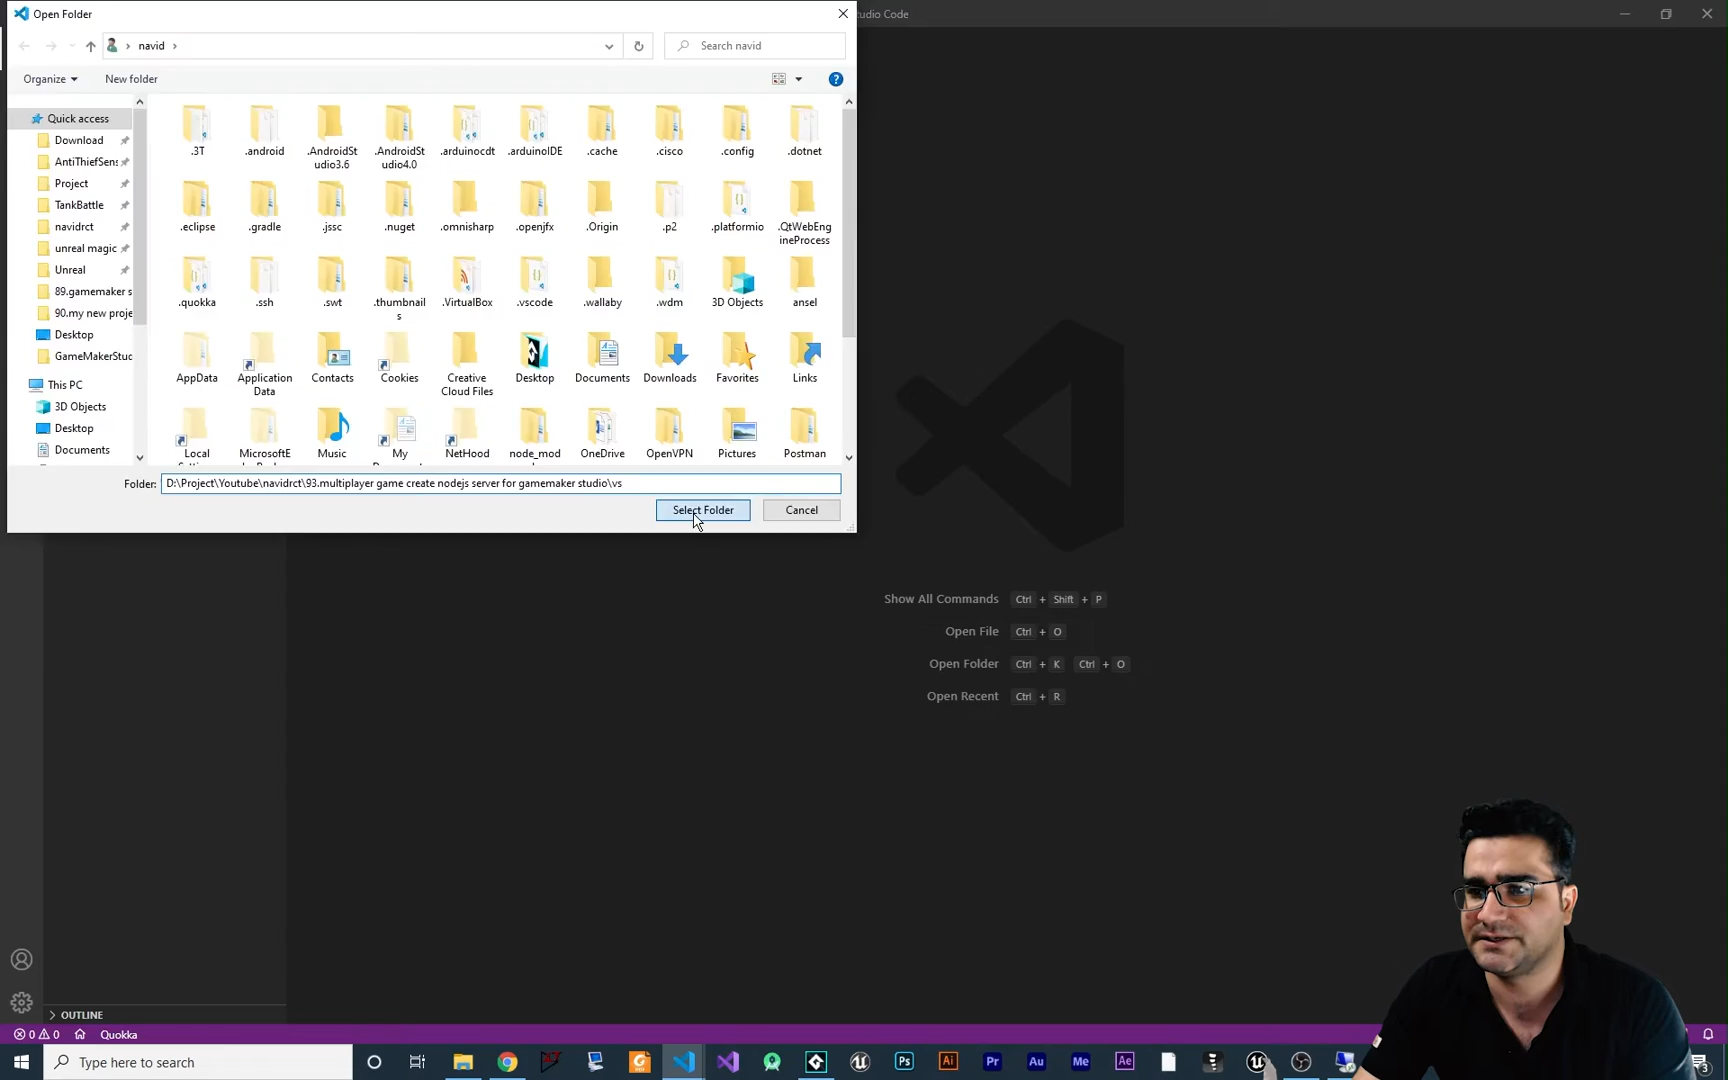 Open Folder
udio Code
navid
Search navid
Organize
New folder
Quick access
Download
AntiThiefSens
Project
TankBattle
navidrct
unreal magic
Unreal
89.gamemaker s
90.my new proje
Desktop
GameMakerStuc
This PC
3D Objects
Desktop
Documents
.3T
.android
.AndroidSt
udio3.6
.AndroidSt
udio4.0
.arduinocdt
.arduinoIDE
.cache
.cisco
.config
.dotnet
.eclipse
.gradle
.jssc
.nuget
.omnisharp
.openjfx
.Origin
.p2
.platformio
.QtWebEng
ineProcess
.quokka
.ssh
.swt
.thumbnail
s
.VirtualBox
.vscode
.wallaby
.wdm
3D Objects
ansel
AppData
Application
Data
Contacts
Cookies
Creative
Cloud Files
Desktop
Documents
Downloads
Favorites
Links
Local
MicrosoftE
Music
My
NetHood
node_mod
OneDrive
OpenVPN
Pictures
Postman
Folder:
D:\Project\Youtube\navidrct\93.multiplayer game create nodejs server for gamemaker studio\vs
Select Folder
Cancel
Show All Commands Ctrl + Shift + P
Open File Ctrl + O
Open Folder Ctrl + K Ctrl + O
Open Recent Ctrl + R
OUTLINE
0 0 Quokka
Type here to search
Ps
Ai
Pr
Au
Me
Ae
3